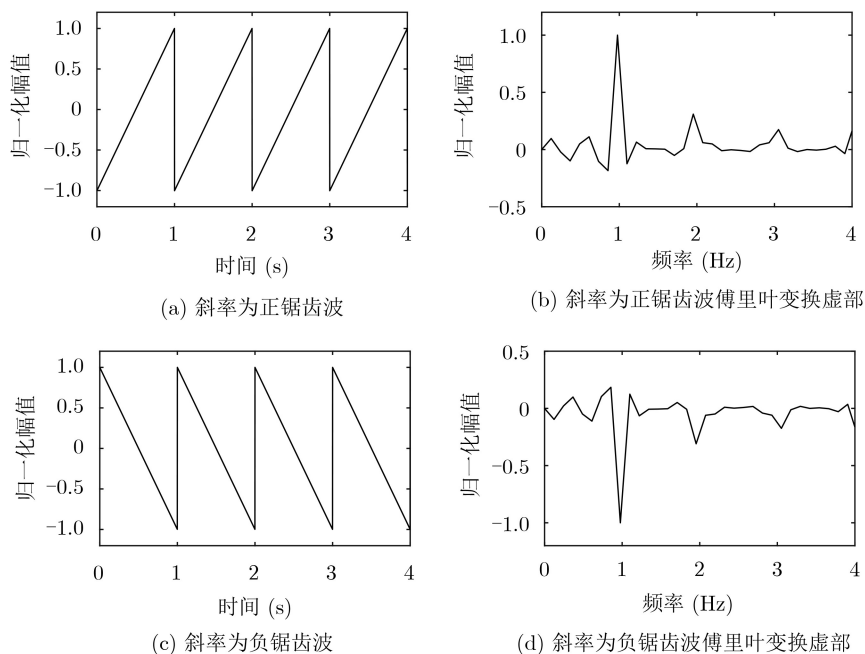 归一化幅值
1.0
0.5
0
−0.5
−1.0
0 1 2 3 4
时间 (s)
(a) 斜率为正锯齿波
归一化幅值
1.0
0.5
0
−0.5
0 1 2 3 4
频率 (Hz)
(b) 斜率为正锯齿波傅里叶变换虚部
归一化幅值
1.0
0.5
0
−0.5
−1.0
0 1 2 3 4
时间 (s)
(c) 斜率为负锯齿波
归一化幅值
0.5
0
−0.5
−1.0
0 1 2 3 4
频率 (Hz)
(d) 斜率为负锯齿波傅里叶变换虚部